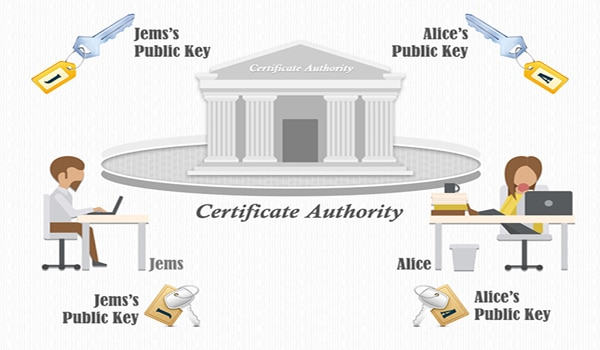 Jems's
Public Key
J
Alice's
Public Key
A
Certificate Authority
Certificate Authority
Jems
Alice
Jems's
Public Key
J
Alice's
Public Key
A